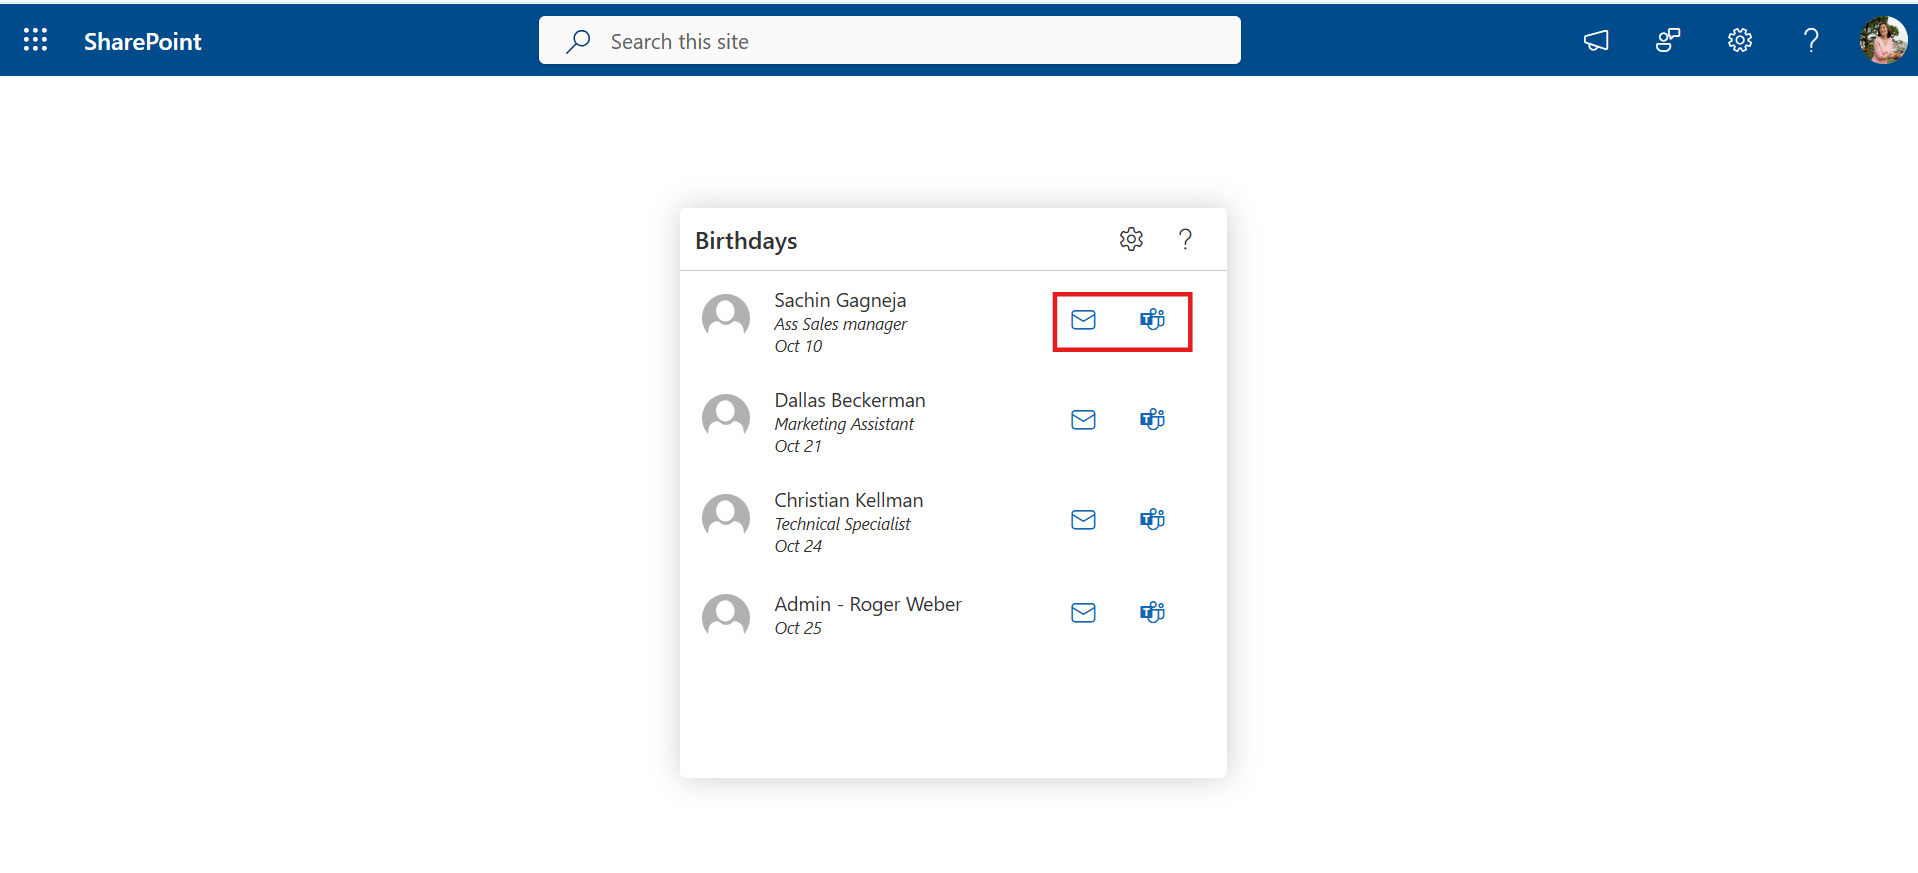 SharePoint
Search this site
Birthdays
Sachin Gagneja
Ass Sales manager
Oct 10
Dallas Beckerman
Marketing Assistant
Oct 21
Christian Kellman
Technical Specialist
Oct 24
Admin - Roger Weber
Oct 25